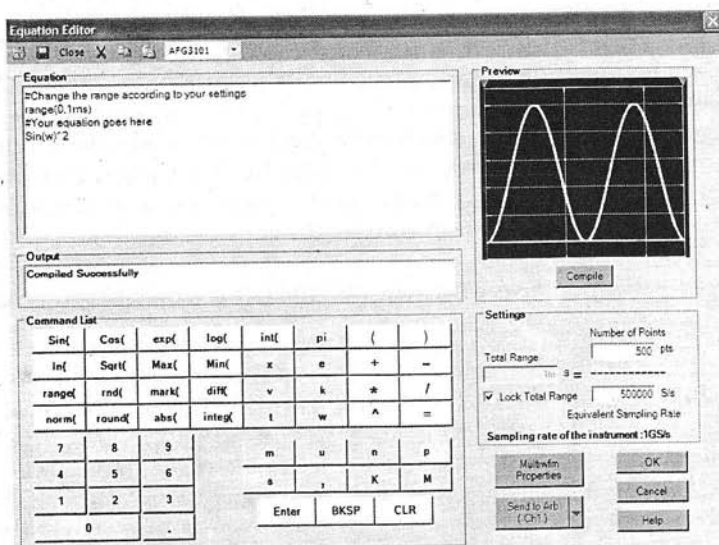 Equation Editor
Close X AFG3101
Equation
#Change the range according to your settings
range(0,1ms)
#Your equation goes here
Sin(w)^2
Preview
Output
Compiled Successfully
Compile
Command List
Sin( Cos( exp( log( int( pi ( )
ln( Sqrt( Max( Min( x e + -
range( rnd( mark( diff( v k * /
norm( round( abs( integ( t w ^ =
7 8 9
4 5 6
1 2 3
0 .
m u n p
s , K M
Enter BKSP CLR
Settings
Number of Points
500 pts
Total Range
1m s = ------------
Lock Total Range 500000 S/s
Equivalent Sampling Rate
Sampling rate of the instrument :1GS/s
Multiwfm Properties
OK
Cancel
Send to Arb (Ch1)
Help